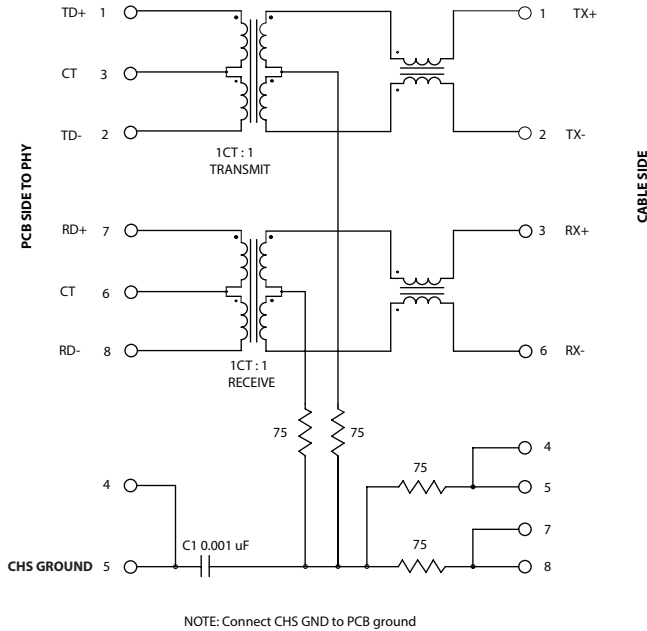 TD+ 1
1 TX+
CT 3
TD- 2
2 TX-
1CT : 1
TRANSMIT
PCB SIDE TO PHY
CABLE SIDE
RD+ 7
3 RX+
CT 6
RD- 8
6 RX-
1CT : 1
RECEIVE
75
75
4
75
4
5
7
C1 0.001 uF
75
CHS GROUND 5
8
NOTE: Connect CHS GND to PCB ground